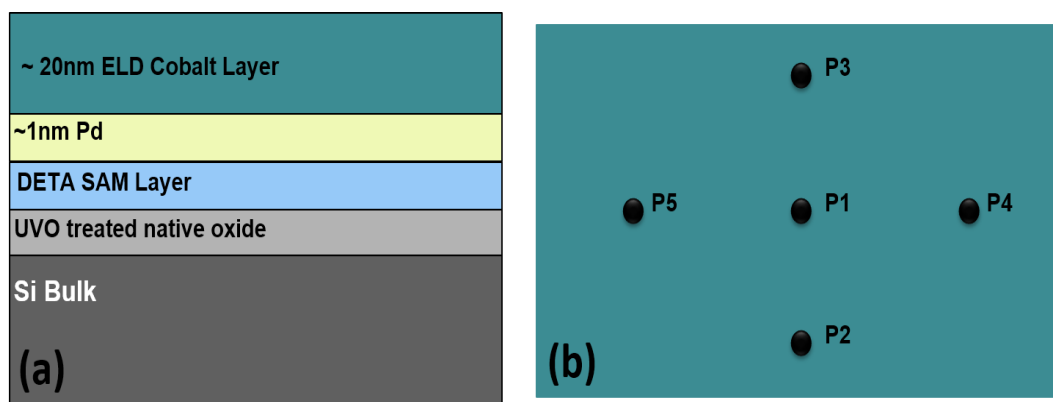 ~ 20nm ELD Cobalt Layer
~1nm Pd
DETA SAM Layer
UVO treated native oxide
Si Bulk
(a)
P3
P5
P1
P4
P2
(b)